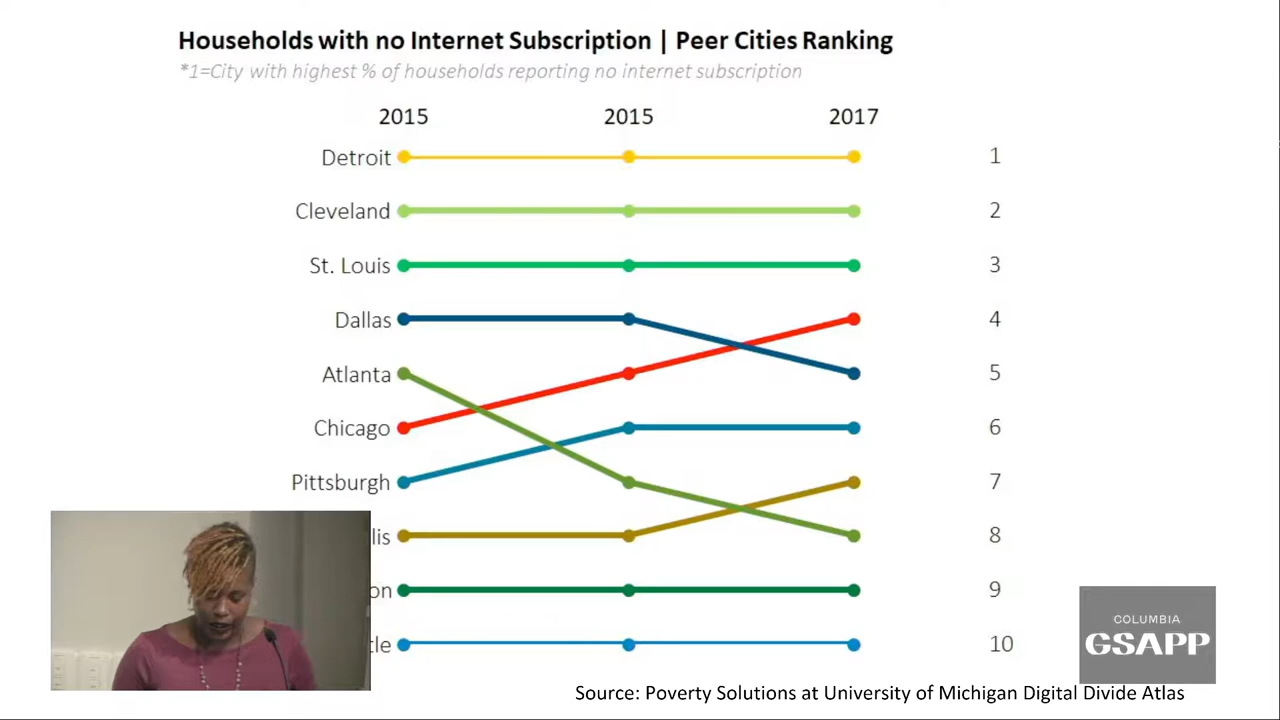 Households with no Internet Subscription | Peer Cities Ranking
*1=City with highest % of households reporting no internet subscription
2015 2015 2017
Detroit 1
Cleveland 2
St. Louis 3
Dallas 4
Atlanta 5
Chicago 6
Pittsburgh 7
lis 8
on 9
tle 10
COLUMBIA
GSAPP
Source: Poverty Solutions at University of Michigan Digital Divide Atlas